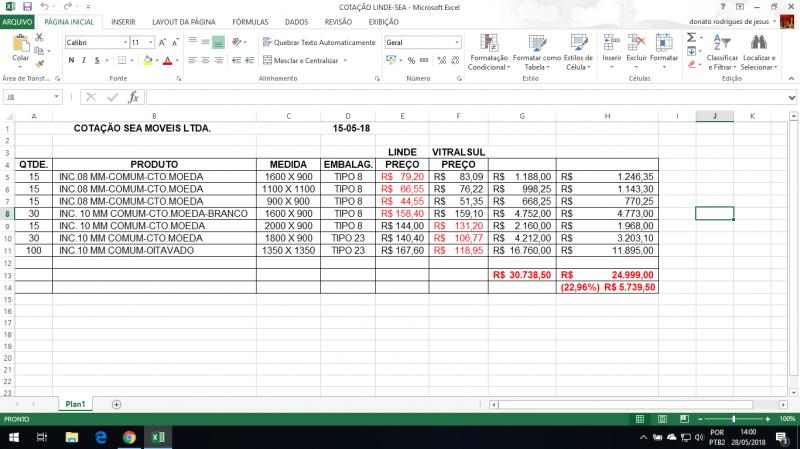 COTAÇÃO LINDE-SEA - Microsoft Excel
ARQUIVO PÁGINA INICIAL INSERIR LAYOUT DA PÁGINA FÓRMULAS DADOS REVISÃO EXIBIÇÃO donato rodrigues de jesus
Colar Calibri 11 Quebrar Texto Automaticamente Geral
N I S Mesclar e Centralizar % 000
Formatação Condicional Formatar como Tabela Estilos de Célula Inserir Excluir Formatar Classificar e Filtrar Localizar e Selecionar
Área de Transf... Fonte Alinhamento Número Estilo Células Edição
J8 fx
A B C D E F G H I J K
1 COTAÇÃO SEA MOVEIS LTDA. 15-05-18
2
3 LINDE VITRALSUL
4 QTDE. PRODUTO MEDIDA EMBALAG. PREÇO PREÇO
5 15 INC.08 MM-COMUM-CTO.MOEDA 1600 X 900 TIPO 8 R$ 79,20 R$ 83,09 R$ 1.188,00 R$ 1.246,35
6 15 INC.08 MM-COMUM-CTO.MOEDA 1100 X 1100 TIPO 8 R$ 66,55 R$ 76,22 R$ 998,25 R$ 1.143,30
7 15 INC.08 MM-COMUM-CTO.MOEDA 900 X 900 TIPO 8 R$ 44,55 R$ 51,35 R$ 668,25 R$ 770,25
8 30 INC. 10 MM COMUM-CTO.MOEDA-BRANCO 1600 X 900 TIPO 8 R$ 158,40 R$ 159,10 R$ 4.752,00 R$ 4.773,00
9 15 INC. 10 MM COMUM-CTO.MOEDA 2000 X 900 TIPO 8 R$ 144,00 R$ 131,20 R$ 2.160,00 R$ 1.968,00
10 30 INC.10 MM COMUM-CTO.MOEDA 1800 X 900 TIPO 23 R$ 140,40 R$ 106,77 R$ 4.212,00 R$ 3.203,10
11 100 INC.10 MM COMUM-OITAVADO 1350 X 1350 TIPO 23 R$ 167,60 R$ 118,95 R$ 16.760,00 R$ 11.895,00
12
13 R$ 30.738,50 R$ 24.999,00
14 (22,96%) R$ 5.739,50
15
16
17
18
19
20
21
22
23
Plan1
PRONTO 100%
POR 14:00
PTB2 28/05/2018 3